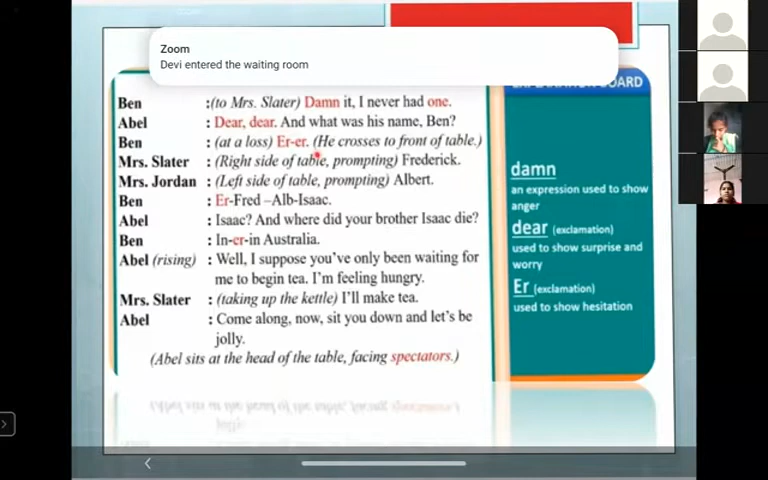 Zoom
Devi entered the waiting room
Ben :(to Mrs. Slater) Damn it, I never had one.
Abel : Dear, dear. And what was his name, Ben?
Ben : (at a loss) Er-er. (He crosses to front of table.)
Mrs. Slater : (Right side of table, prompting) Frederick.
Mrs. Jordan : (Left side of table, prompting) Albert.
Ben : Er-Fred –Alb-Isaac.
Abel : Isaac? And where did your brother Isaac die?
Ben : In-er-in Australia.
Abel (rising) : Well, I suppose you've only been waiting for
me to begin tea. I'm feeling hungry.
Mrs. Slater : (taking up the kettle) I'll make tea.
Abel : Come along, now, sit you down and let's be
jolly.
(Abel sits at the head of the table, facing spectators.)
BOARD
damn
an expression used to show
anger
dear (exclamation)
used to show surprise and
worry
Er (exclamation)
used to show hesitation